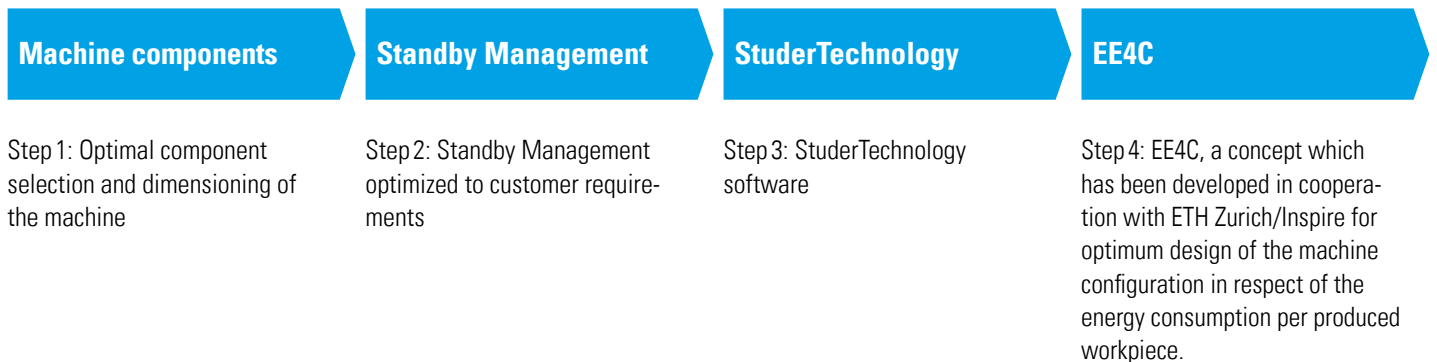 Machine components
Standby Management
StuderTechnology
EE4C
Step 1: Optimal component
selection and dimensioning of
the machine
Step 2: Standby Management
optimized to customer require-
ments
Step 3: StuderTechnology
software
Step 4: EE4C, a concept which
has been developed in coopera-
tion with ETH Zurich/Inspire for
optimum design of the machine
configuration in respect of the
energy consumption per produced
workpiece.